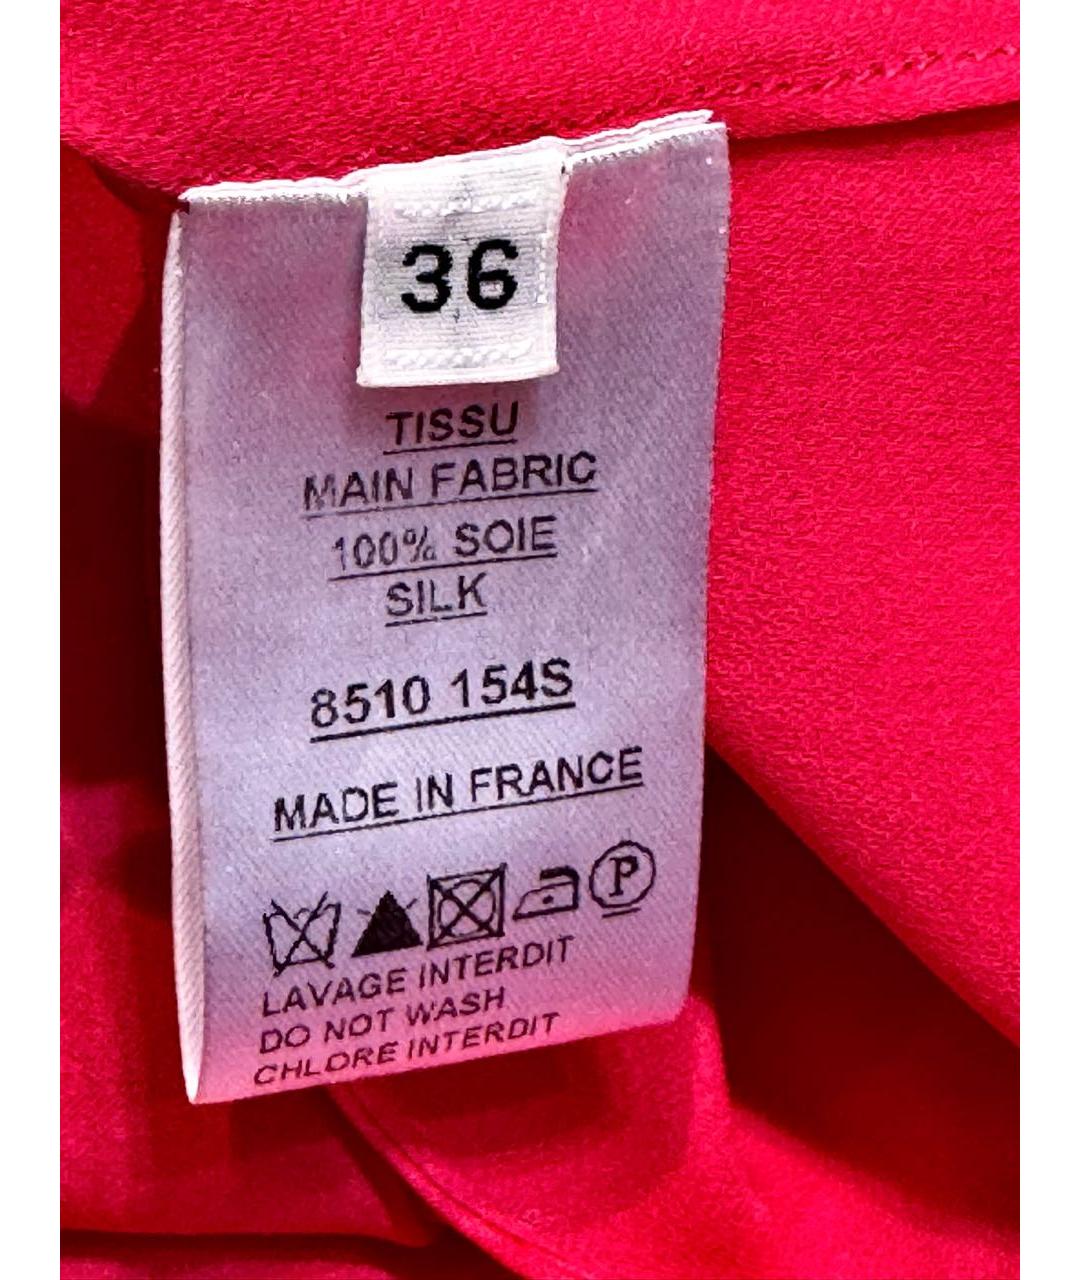 36
TISSU
MAIN FABRIC
100% SOIE
SILK
8510 154S
MADE IN FRANCE
P
LAVAGE INTERDIT
DO NOT WASH
CHLORE INTERDIT